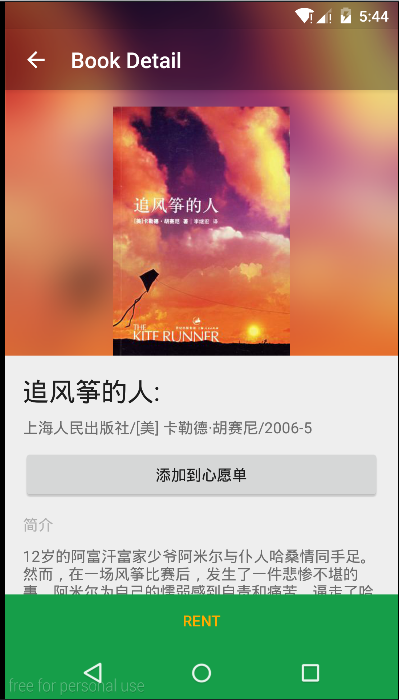 5:44
Book Detail
追风筝的人
[美]卡勒德·胡赛尼 著 李继宏 译
THE
KITE RUNNER
追风筝的人:
上海人民出版社/[美] 卡勒德·胡赛尼/2006-5
添加到心愿单
简介
12岁的阿富汗富家少爷阿米尔与仆人哈桑情同手足。
然而，在一场风筝比赛后，发生了一件悲惨不堪的
事，阿米尔为自己的懦弱感到自责和痛苦，逼走了哈
RENT
free for personal use